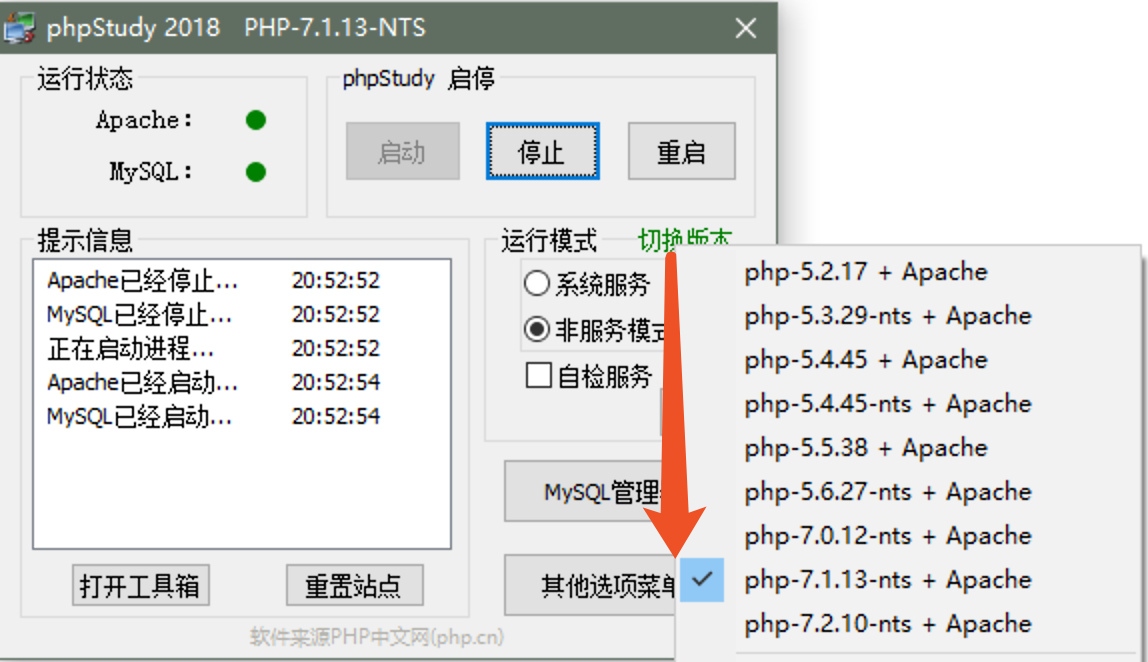 phpStudy 2018 PHP-7.1.13-NTS
运行状态
Apache:
MySQL:
phpStudy 启停
启动 停止 重启
提示信息
Apache已经停止... 20:52:52
MySQL已经停止... 20:52:52
正在启动进程... 20:52:52
Apache已经启动... 20:52:54
MySQL已经启动... 20:52:54
打开工具箱 重置站点
运行模式 切换版本
系统服务
非服务模式
自检服务
MySQL管理
其他选项菜单
php-5.2.17 + Apache
php-5.3.29-nts + Apache
php-5.4.45 + Apache
php-5.4.45-nts + Apache
php-5.5.38 + Apache
php-5.6.27-nts + Apache
php-7.0.12-nts + Apache
php-7.1.13-nts + Apache
php-7.2.10-nts + Apache
软件来源PHP中文网(php.cn)